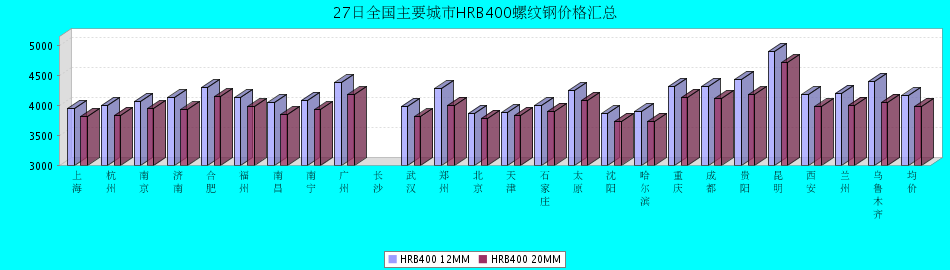 27日全国主要城市HRB400螺纹钢价格汇总
5000
4500
4000
3500
3000
上海 杭州 南京 济南 合肥 福州 南昌 南宁 广州 长沙 武汉 郑州 北京 天津 石家庄 太原 沈阳 哈尔滨 重庆 成都 贵阳 昆明 西安 兰州 乌鲁木齐 均价
HRB400 12MM HRB400 20MM